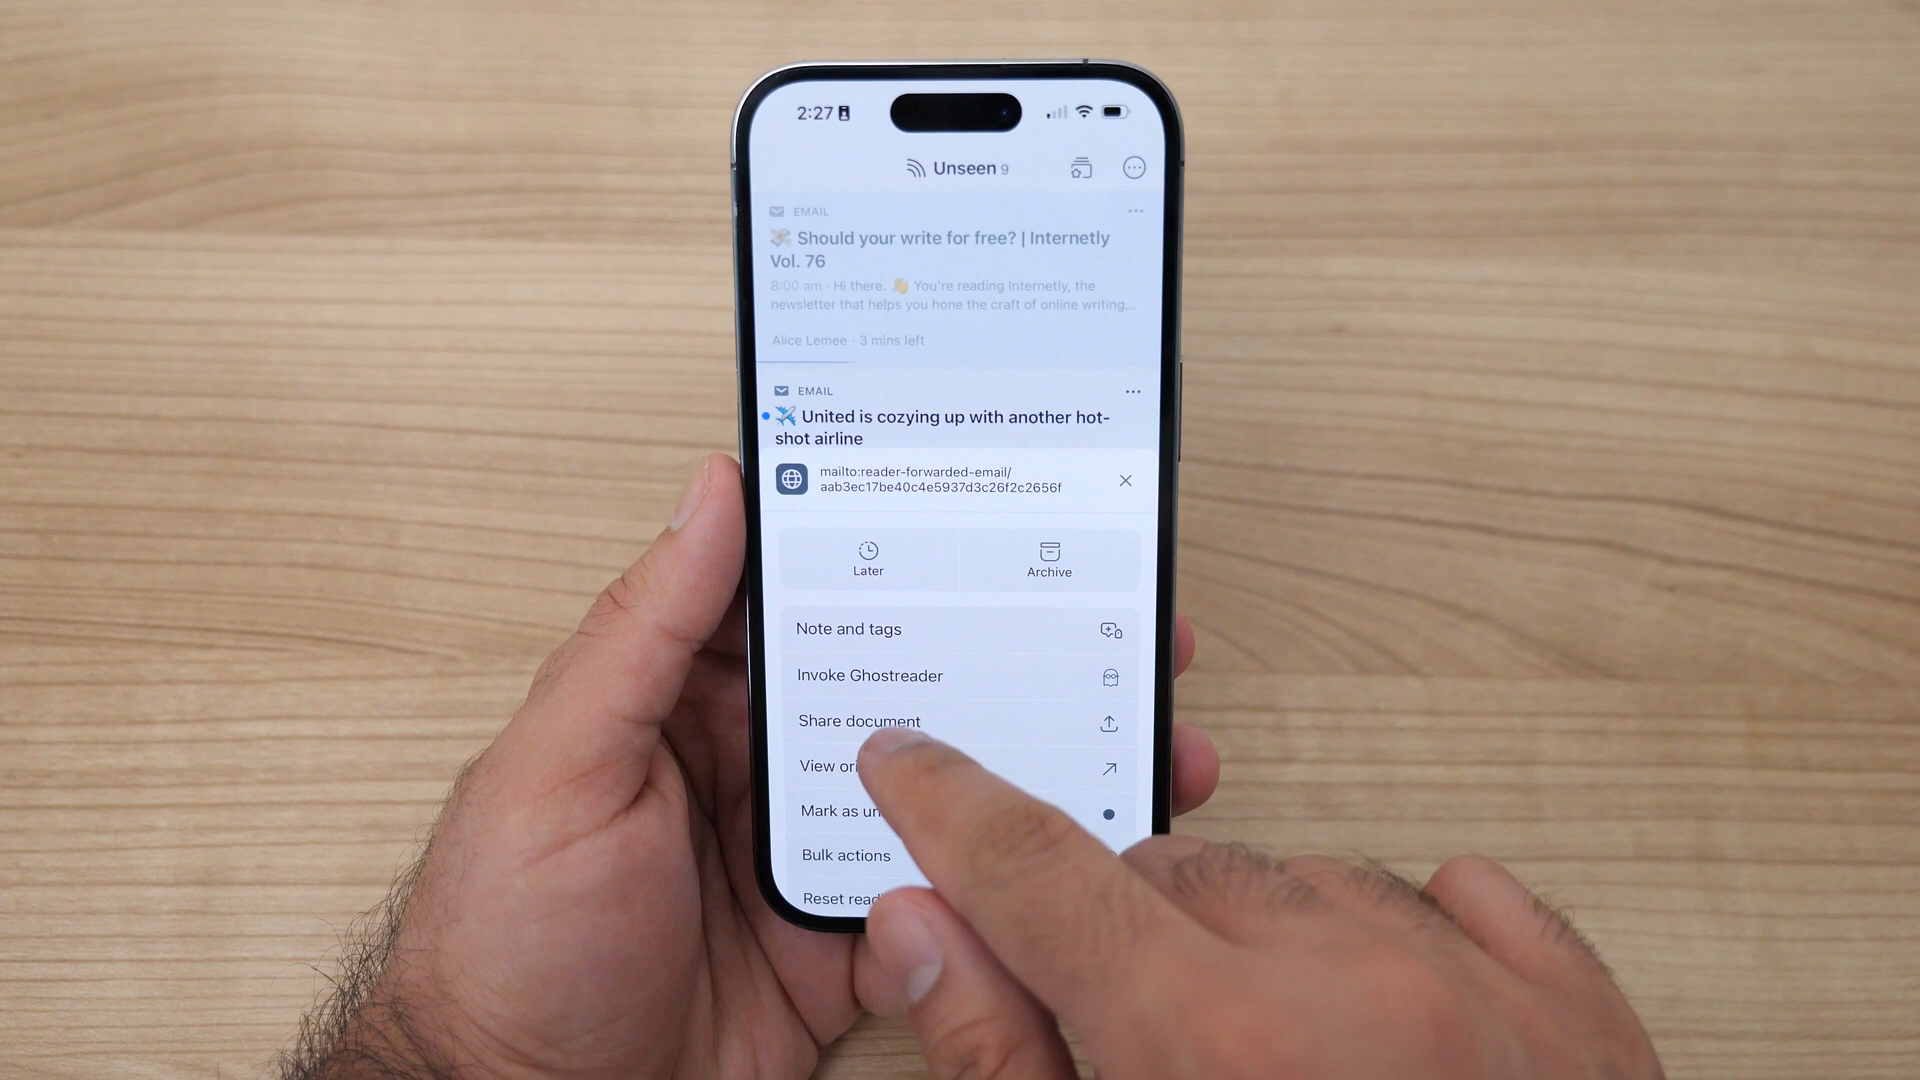 2:27
Unseen 9
EMAIL
💸 Should your write for free? | Internetly
Vol. 76
8:00 am · Hi there. 👋 You're reading Internetly, the
newsletter that helps you hone the craft of online writing...
Alice Lemee · 3 mins left
EMAIL
✈️ United is cozying up with another hot-
shot airline
mailto:reader-forwarded-email/
aab3ec17be40c4e5937d3c26f2c2656f
Later
Archive
Note and tags
Invoke Ghostreader
Share document
View ori
Mark as un
Bulk actions
Reset read